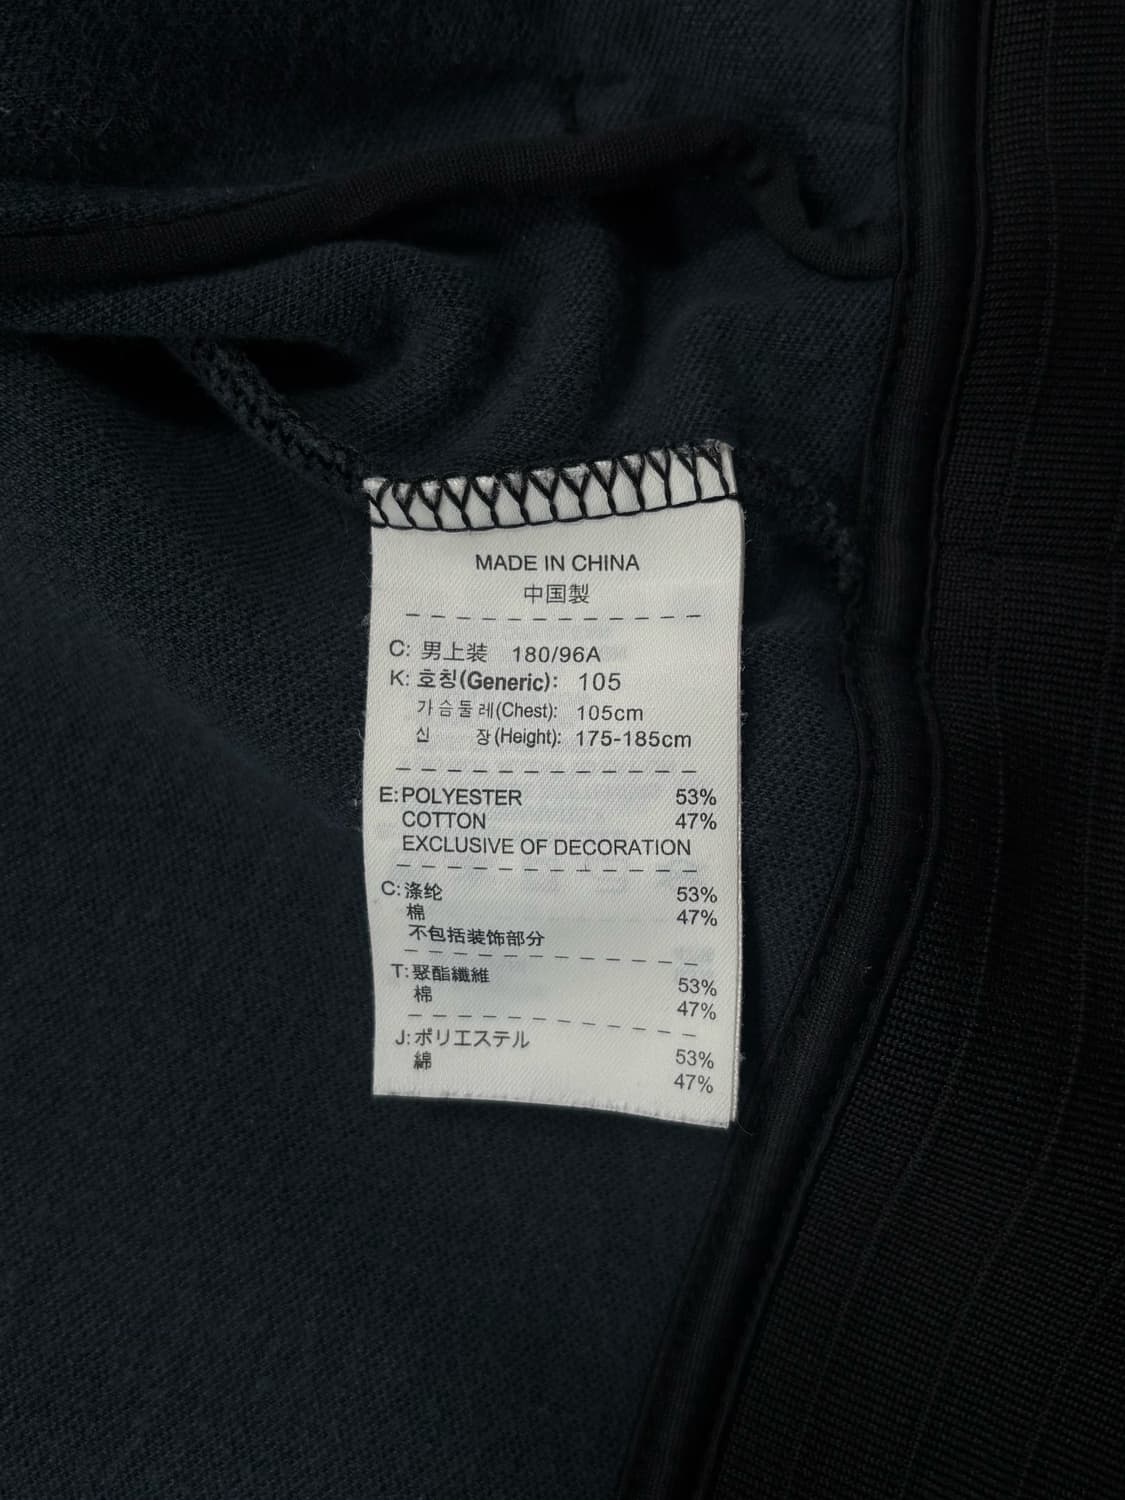 MADE IN CHINA
中国製
C: 男上装 180/96A
K: 호칭(Generic): 105
가슴둘레(Chest): 105cm
신 장(Height): 175-185cm
E: POLYESTER 53%
COTTON 47%
EXCLUSIVE OF DECORATION
C: 涤纶 53%
棉 47%
不包括装饰部分
T: 聚酯纖維 53%
棉 47%
J: ポリエステル 53%
綿 47%